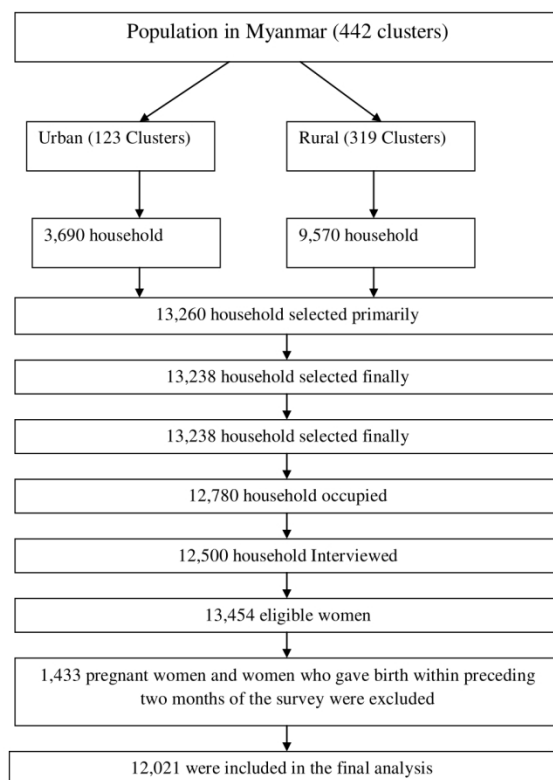 Population in Myanmar (442 clusters)
Urban (123 Clusters)
Rural (319 Clusters)
3,690 household
9,570 household
13,260 household selected primarily
13,238 household selected finally
13,238 household selected finally
12,780 household occupied
12,500 household Interviewed
13,454 eligible women
1,433 pregnant women and women who gave birth within preceding
two months of the survey were excluded
12,021 were included in the final analysis